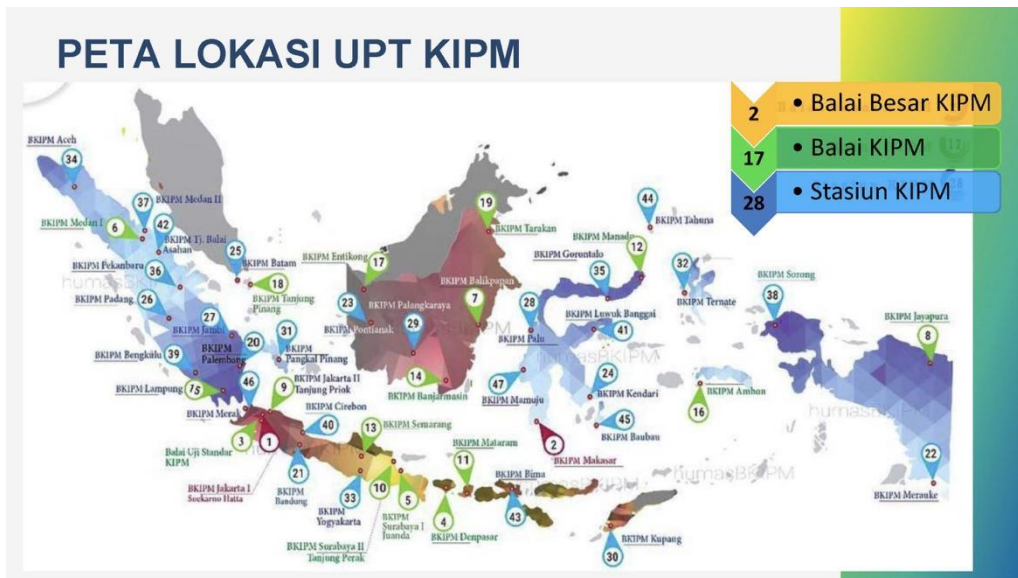 PETA LOKASI UPT KIPM
2 • Balai Besar KIPM
17 • Balai KIPM
28 • Stasiun KIPM
BKIPM Aceh
34
37
BKIPM Medan II
BKIPM Medan I
6
42
BKIPM Tj. Balai
Asahan
25
BKIPM Batam
18
BKIPM Tanjung
Pinang
BKIPM Pekanbaru
36
BKIPM Padang
26
27
BKIPM Jambi
BKIPM
Palembang
20
31
BKIPM
Pangkal Pinang
BKIPM Bengkulu
39
BKIPM Lampung
15
46
BKIPM Merak
9
BKIPM Jakarta II
Tanjung Priok
3
Balai Uji Standar
KIPM
1
BKIPM Jakarta I
Soekarno Hatta
BKIPM Cirebon
40
21
BKIPM
Bandung
13
BKIPM Semarang
33
BKIPM
Yogyakarta
10
BKIPM Surabaya II
Tanjung Perak
5
BKIPM
Surabaya I
Juanda
4
BKIPM Denpasar
BKIPM Mataram
11
BKIPM Bima
43
30
BKIPM Kupang
BKIPM Entikong
17
23
BKIPM Pontianak
BKIPM Palangkaraya
29
14
BKIPM Banjarmasin
BKIPM Balikpapan
7
19
BKIPM Tarakan
44
BKIPM Tahuna
BKIPM Manado
12
BKIPM Gorontalo
35
32
BKIPM Ternate
28
BKIPM Palu
BKIPM Luwuk Banggai
41
47
BKIPM Mamuju
24
BKIPM Kendari
45
BKIPM Baubau
2
BKIPM Makasar
16
BKIPM Ambon
BKIPM Sorong
38
BKIPM Jayapura
8
22
BKIPM Merauke
humasBKIPM